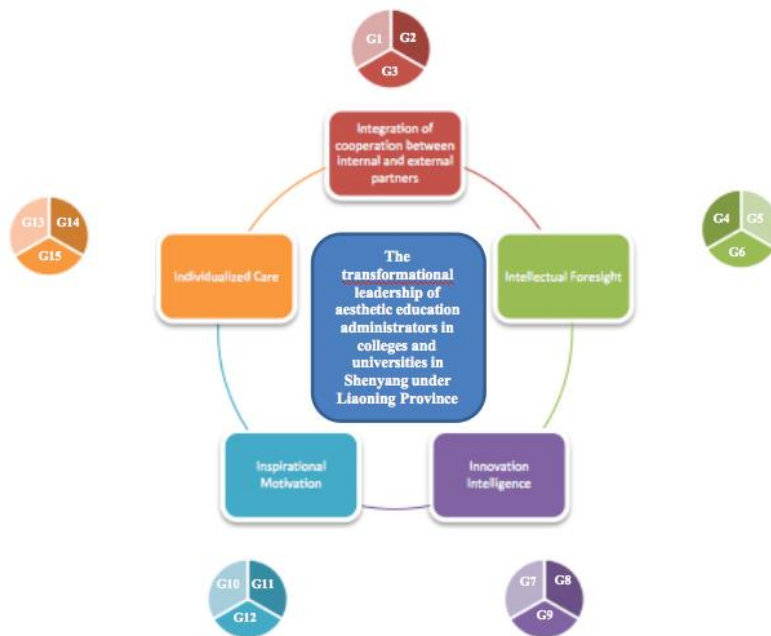 G1
G2
G3
Integration of
cooperation between
internal and external
partners
G13
G14
G15
G4
G5
G6
Individualized Care
The
transformational
leadership of
aesthetic education
administrators in
colleges and
universities in
Shenyang under
Liaoning Province
Intellectual Foresight
Inspirational
Motivation
Innovation
Intelligence
G10
G11
G12
G7
G8
G9